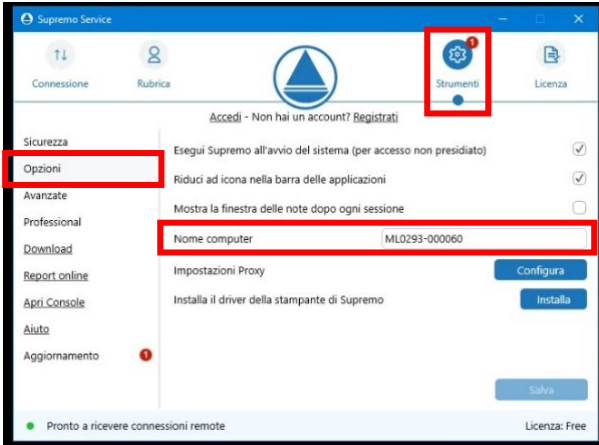 Supremo Service
Connessione
Rubrica
1
Strumenti
Licenza
Accedi - Non hai un account? Registrati
Sicurezza
Opzioni
Avanzate
Professional
Download
Report online
Apri Console
Aiuto
Aggiornamento 1
Esegui Supremo all'avvio del sistema (per accesso non presidiato)
Riduci ad icona nella barra delle applicazioni
Mostra la finestra delle note dopo ogni sessione
Nome computer ML0293-000060
Impostazioni Proxy Configura
Installa il driver della stampante di Supremo Installa
Salva
Pronto a ricevere connessioni remote Licenza: Free